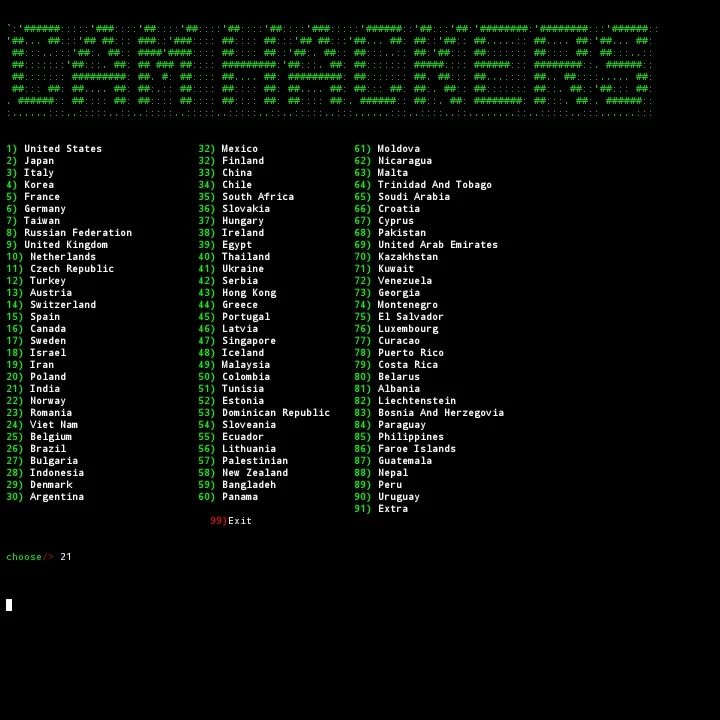 CAM HACKERS
1) United States
2) Japan
3) Italy
4) Korea
5) France
6) Germany
7) Taiwan
8) Russian Federation
9) United Kingdom
10) Netherlands
11) Czech Republic
12) Turkey
13) Austria
14) Switzerland
15) Spain
16) Canada
17) Sweden
18) Israel
19) Iran
20) Poland
21) India
22) Norway
23) Romania
24) Viet Nam
25) Belgium
26) Brazil
27) Bulgaria
28) Indonesia
29) Denmark
30) Argentina
32) Mexico
32) Finland
33) China
34) Chile
35) South Africa
36) Slovakia
37) Hungary
38) Ireland
39) Egypt
40) Thailand
41) Ukraine
42) Serbia
43) Hong Kong
44) Greece
45) Portugal
46) Latvia
47) Singapore
48) Iceland
49) Malaysia
50) Colombia
51) Tunisia
52) Estonia
53) Dominican Republic
54) Sloveania
55) Ecuador
56) Lithuania
57) Palestinian
58) New Zealand
59) Bangladeh
60) Panama
61) Moldova
62) Nicaragua
63) Malta
64) Trinidad And Tobago
65) Soudi Arabia
66) Croatia
67) Cyprus
68) Pakistan
69) United Arab Emirates
70) Kazakhstan
71) Kuwait
72) Venezuela
73) Georgia
74) Montenegro
75) El Salvador
76) Luxembourg
77) Curacao
78) Puerto Rico
79) Costa Rica
80) Belarus
81) Albania
82) Liechtenstein
83) Bosnia And Herzegovia
84) Paraguay
85) Philippines
86) Faroe Islands
87) Guatemala
88) Nepal
89) Peru
90) Uruguay
91) Extra
99)Exit
choose/> 21